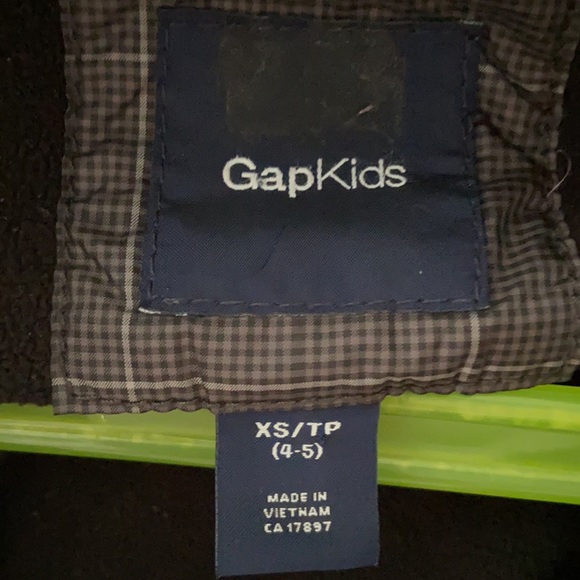 GapKids
XS/TP
(4-5)
MADE IN
VIETNAM
CA 17897